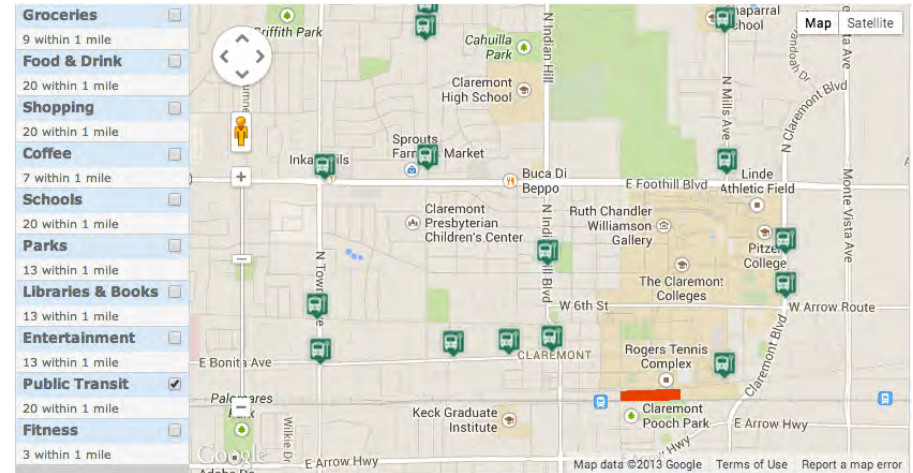 Groceries
9 within 1 mile
Food & Drink
20 within 1 mile
Shopping
20 within 1 mile
Coffee
7 within 1 mile
Schools
20 within 1 mile
Parks
13 within 1 mile
Libraries & Books
13 within 1 mile
Entertainment
13 within 1 mile
Public Transit
20 within 1 mile
Fitness
3 within 1 mile
Griffith Park
Cahuilla
Park
N Indian Hill
Claremont
High School
Chaparral
School
Map
Satellite
N Mills Ave
N Claremont Blvd
Sprouts
Farmers Market
Buca Di
Beppo
E Foothill Blvd
Linde
Athletic Field
Monte Vista Ave
Claremont
Presbyterian
Children's Center
Ruth Chandler
Williamson
Gallery
Pitzer
College
The Claremont
Colleges
W 6th St
W Arrow Route
E Bonita Ave
CLAREMONT
Rogers Tennis
Complex
Claremont Blvd
Palomares
Park
Wilkie Dr
Keck Graduate
Institute
Claremont
Pooch Park
E Arrow Hwy
E Arrow Hwy
Google
Map data ©2013 Google
Terms of Use
Report a map error